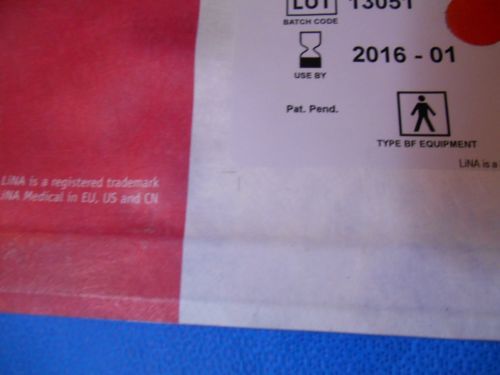 LOT 13051
BATCH CODE
2016 - 01
USE BY
Pat. Pend.
TYPE BF EQUIPMENT
LiNA is a
LiNA is a registered trademark
LiNA Medical in EU, US and CN